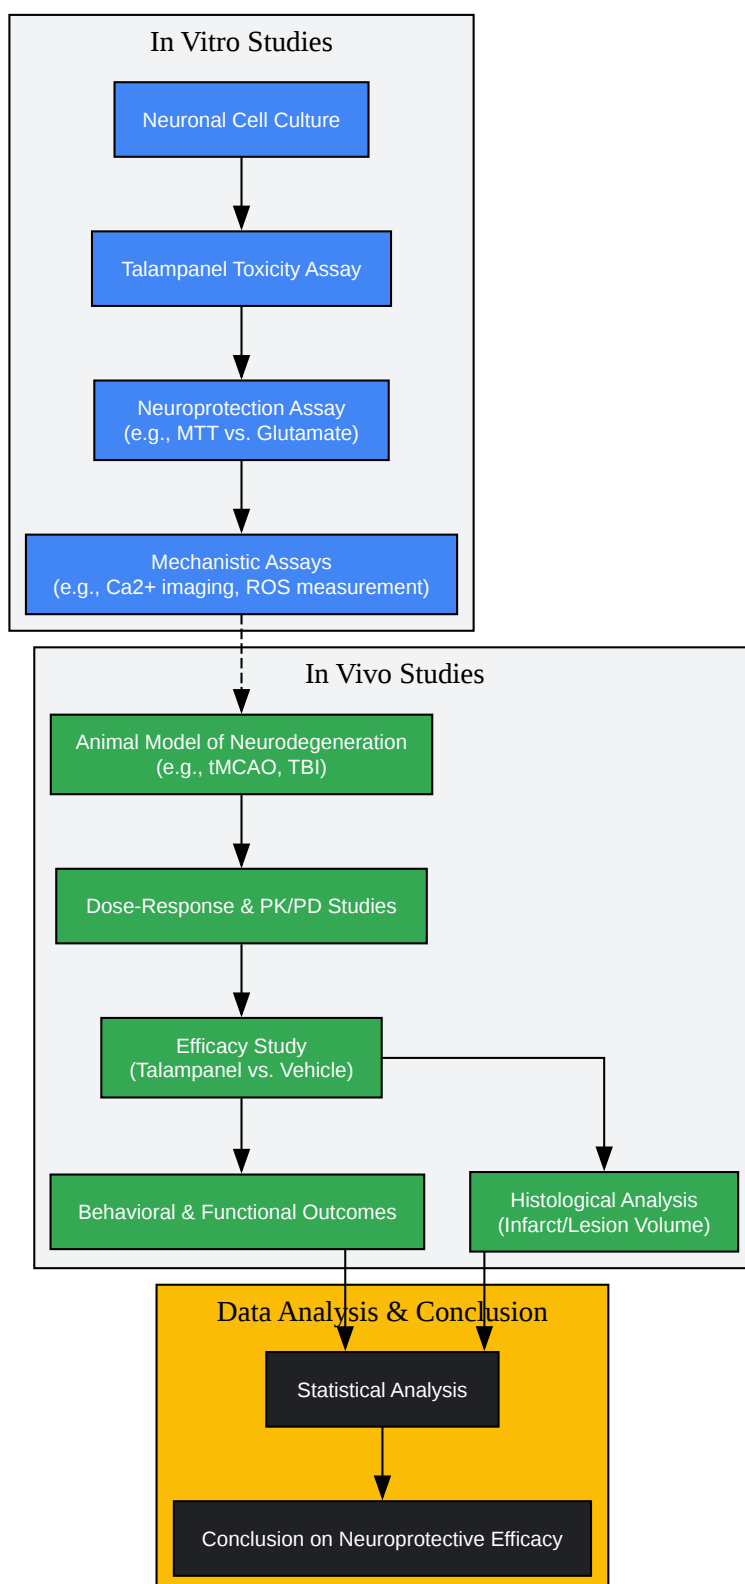 In Vitro Studies
Neuronal Cell Culture
Talampanel Toxicity Assay
Neuroprotection Assay
(e.g., MTT vs. Glutamate)
Mechanistic Assays
(e.g., Ca2+ imaging, ROS measurement)
In Vivo Studies
Animal Model of Neurodegeneration
(e.g., tMCAO, TBI)
Dose-Response & PK/PD Studies
Efficacy Study
(Talampanel vs. Vehicle)
Behavioral & Functional Outcomes
Histological Analysis
(Infarct/Lesion Volume)
Data Analysis & Conclusion
Statistical Analysis
Conclusion on Neuroprotective Efficacy